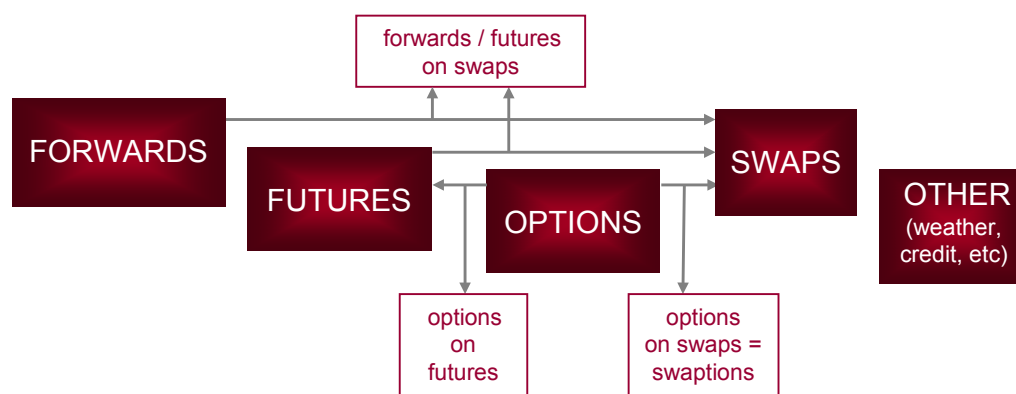 forwards / futures
on swaps
FORWARDS
FUTURES
OPTIONS
SWAPS
OTHER
(weather,
credit, etc)
options
on
futures
options
on swaps =
swaptions